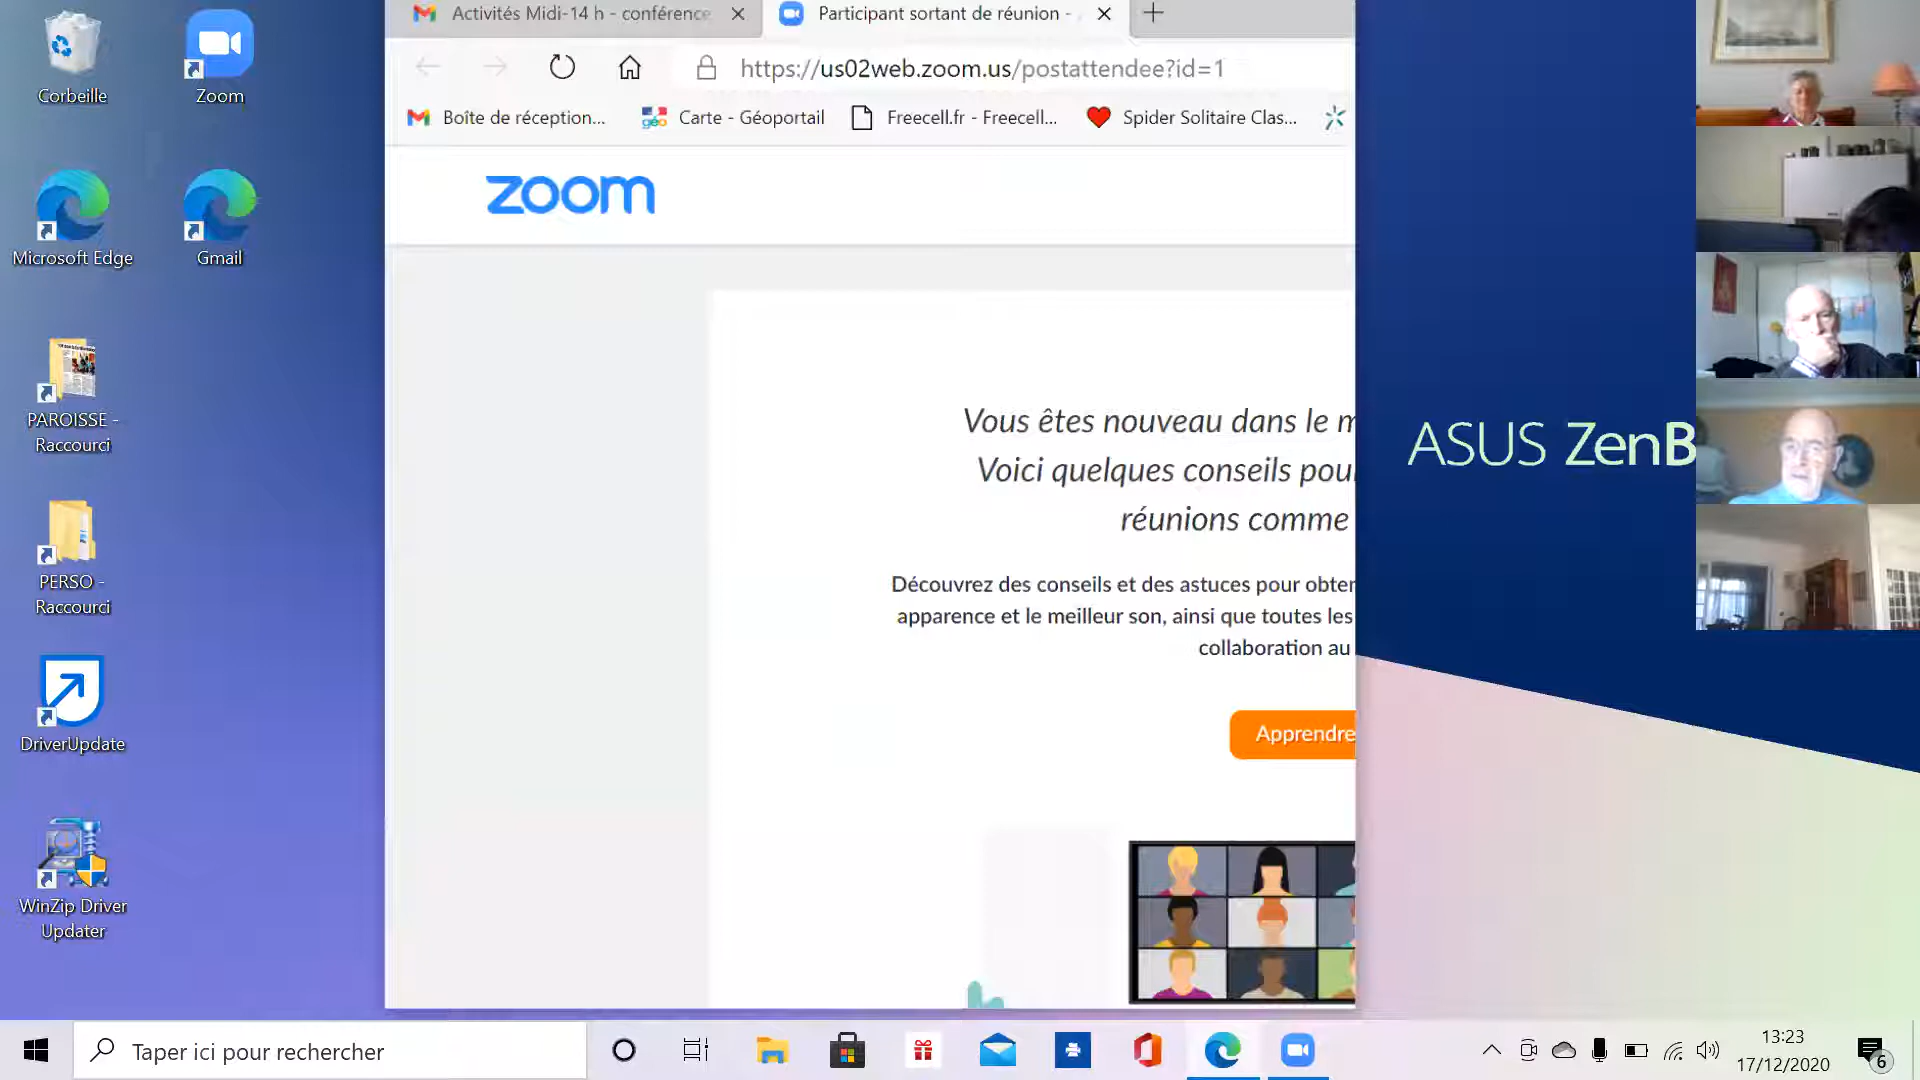 Corbeille
Zoom
Microsoft Edge
Gmail
PAROISSE -
Raccourci
PERSO -
Raccourci
DriverUpdate
WinZip Driver
Updater
Activités Midi-14 h - conférence
Participant sortant de réunion -
https://us02web.zoom.us/postattendee?id=1
Boîte de réception...
Carte - Géoportail
Freecell.fr - Freecell...
Spider Solitaire Clas...
zoom
Vous êtes nouveau dans le m
Voici quelques conseils pou
réunions comme
Découvrez des conseils et des astuces pour obten
apparence et le meilleur son, ainsi que toutes les
collaboration au
Apprendre
ASUS ZenB
Taper ici pour rechercher
13:23
17/12/2020
6